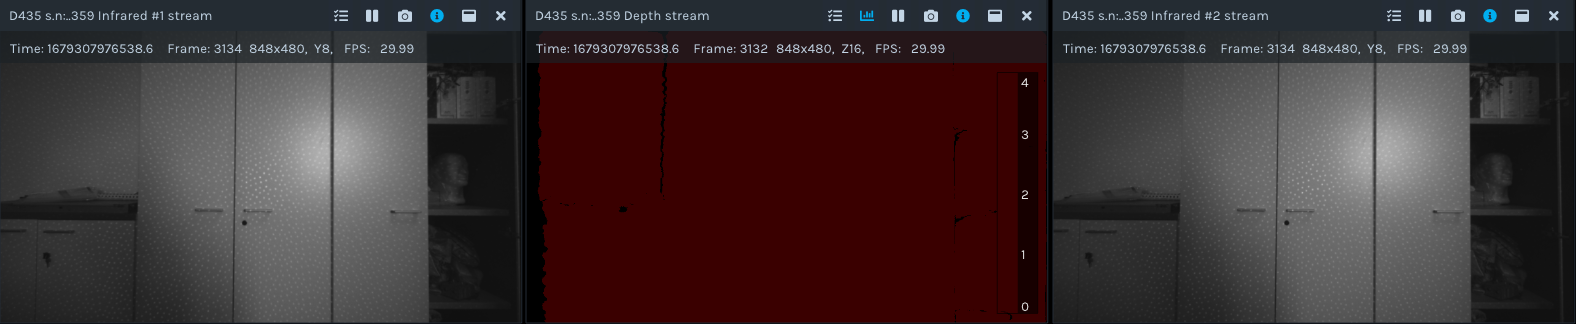 D435 s.n:..359 Infrared #1 stream
Time: 1679307976538.6 Frame: 3134 848x480, Y8, FPS: 29.99
D435 s.n:..359 Depth stream
Time: 1679307976538.6 Frame: 3132 848x480, Z16, FPS: 29.99
4
3
2
1
0
D435 s.n:..359 Infrared #2 stream
Time: 1679307976538.6 Frame: 3134 848x480, Y8, FPS: 29.99